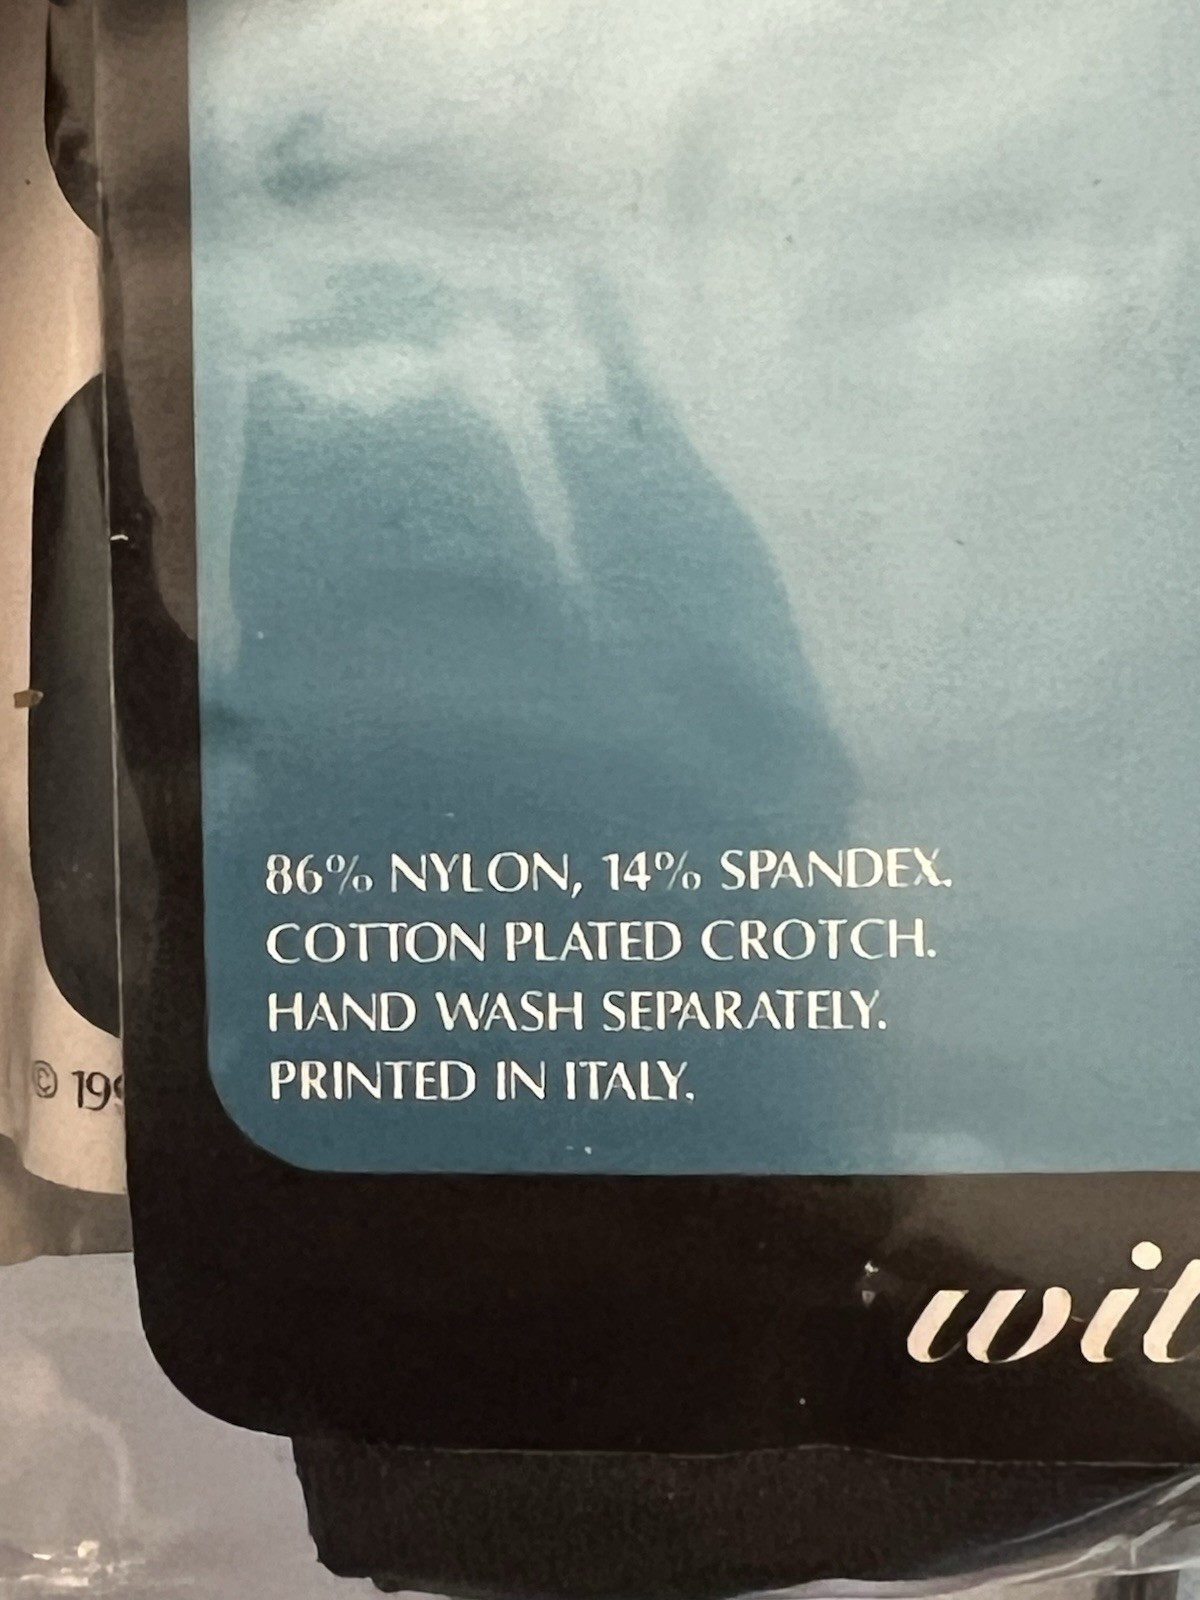 86% NYLON, 14% SPANDEX.
COTTON PLATED CROTCH.
HAND WASH SEPARATELY.
PRINTED IN ITALY.
©